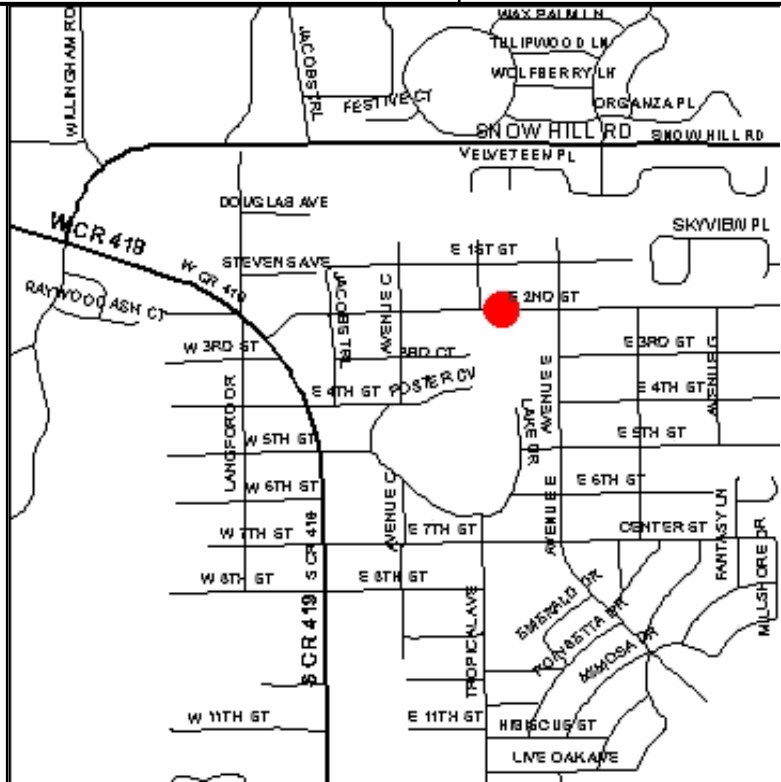 WILLINGHAM RD
JACOBS TRL
WAX PALM LN
TULIPWOOD LN
WOLFBERRY LN
FESTIVE CT
ORGANZA PL
SNOW HILL RD
SNOW HILL RD
VELVETEEN PL
DOUGLAS AVE
W CR 419
SKYVIEW PL
E 1ST ST
STEVENS AVE
W CR 419
JACOBS TRL
AVENUE C
RAYWOOD ASH CT
E 2ND ST
W 3RD ST
3RD CT
E 3RD ST
AVENUE G
E 4TH ST
FOSTER CV
AVENUE E
E 4TH ST
LANGFORD DR
LAKE DR
E 5TH ST
W 5TH ST
W 6TH ST
AVENUE C
E 6TH ST
AVENUE E
FANTASY LN
W 7TH ST
S CR 419
E 7TH ST
CENTER ST
MILLSHORE DR
W 8TH ST
E 8TH ST
TROPICAL AVE
EMERALD DR
POINSETTA DR
MIMOSA DR
S CR 419
W 11TH ST
E 11TH ST
HIBISCUS ST
LIVE OAK AVE